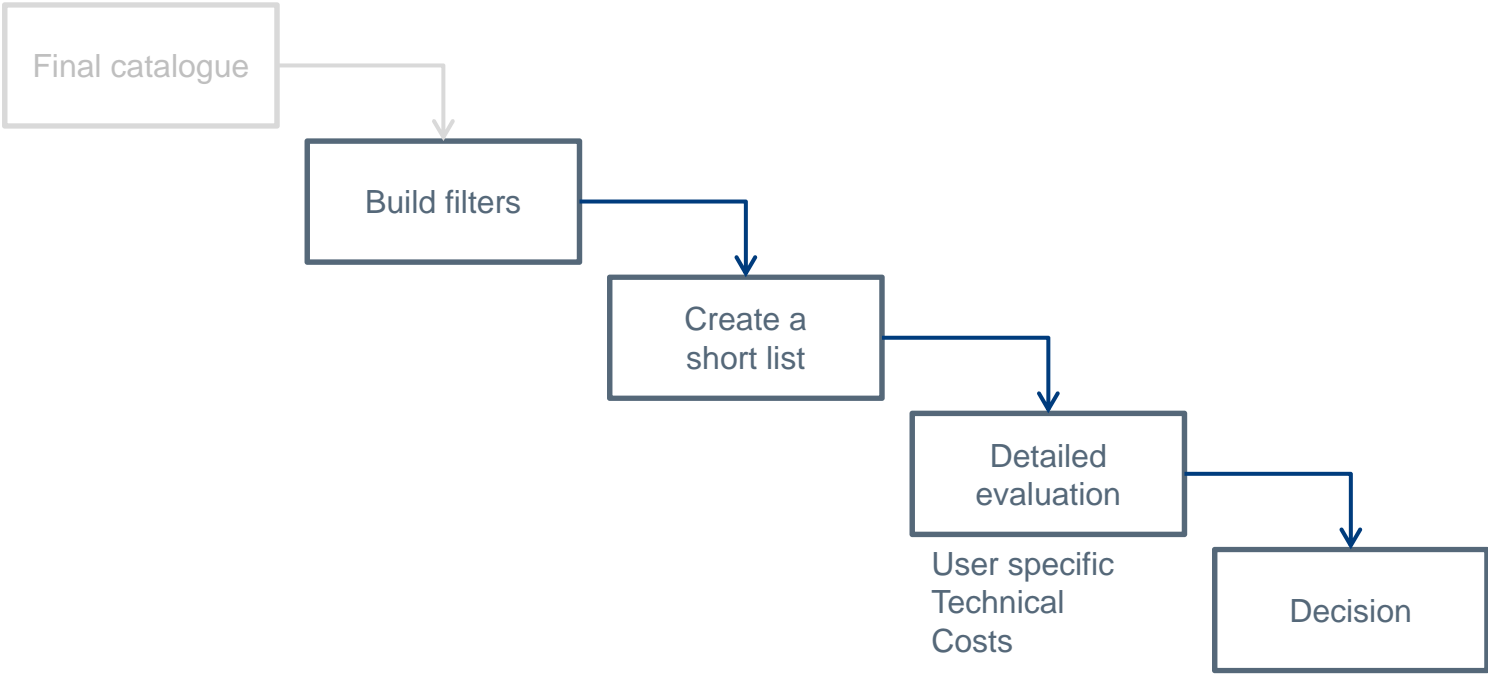 Final catalogue
Build filters
Create a
short list
Detailed
evaluation
User specific
Technical
Costs
Decision